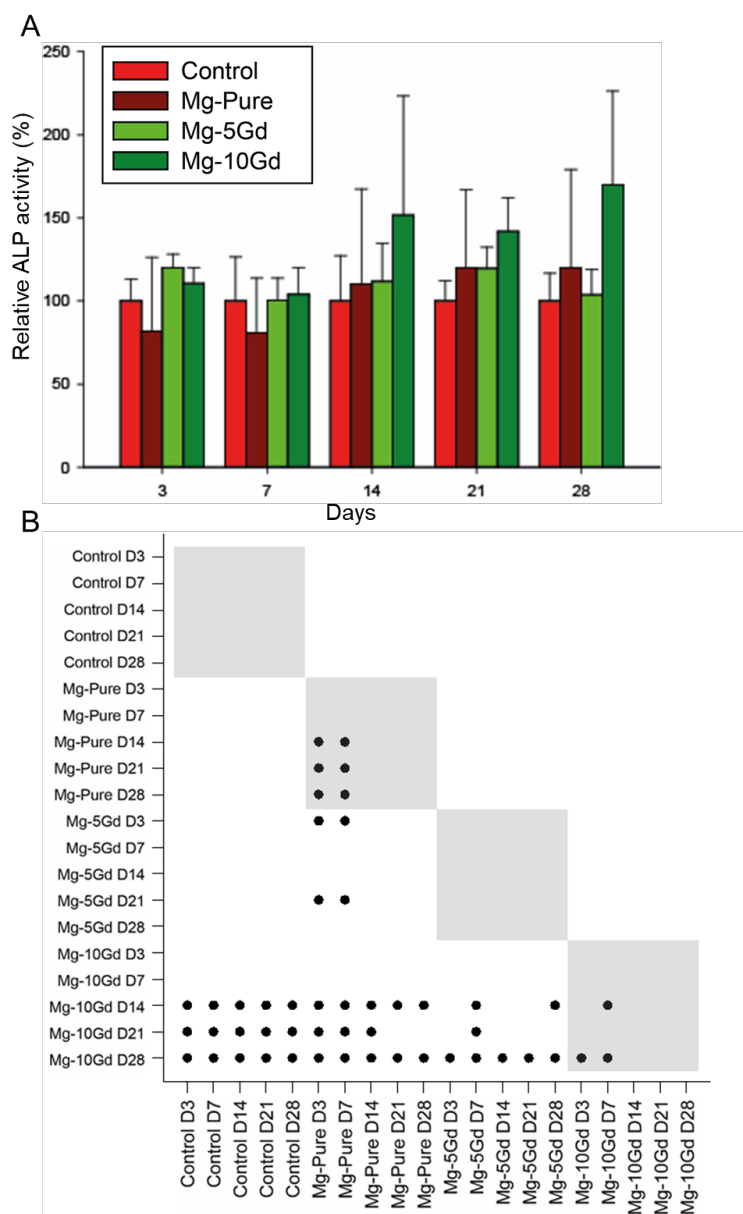 A
250
200
150
100
50
0
Relative ALP activity (%)
Control
Mg-Pure
Mg-5Gd
Mg-10Gd
3 7 14 21 28
Days
B
Control D3
Control D7
Control D14
Control D21
Control D28
Mg-Pure D3
Mg-Pure D7
Mg-Pure D14
Mg-Pure D21
Mg-Pure D28
Mg-5Gd D3
Mg-5Gd D7
Mg-5Gd D14
Mg-5Gd D21
Mg-5Gd D28
Mg-10Gd D3
Mg-10Gd D7
Mg-10Gd D14
Mg-10Gd D21
Mg-10Gd D28
Control D3
Control D7
Control D14
Control D21
Control D28
Mg-Pure D3
Mg-Pure D7
Mg-Pure D14
Mg-Pure D21
Mg-Pure D28
Mg-5Gd D3
Mg-5Gd D7
Mg-5Gd D14
Mg-5Gd D21
Mg-5Gd D28
Mg-10Gd D3
Mg-10Gd D7
Mg-10Gd D14
Mg-10Gd D21
Mg-10Gd D28